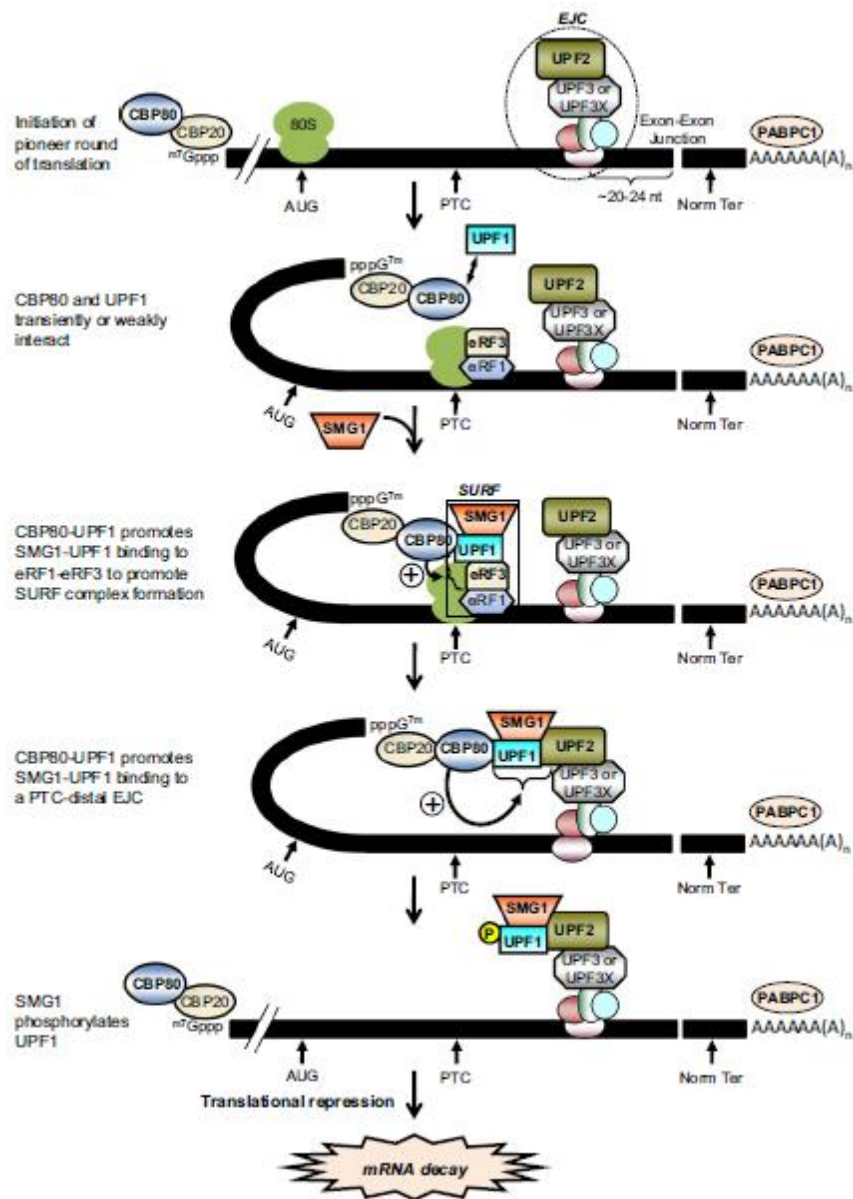 EJC
UPF2
UPF3 or
UPF3X
CBP80
CBP20
m7Gppp
80S
Exon-Exon
Junction
PABPC1
AAAAAA(A)n
Initiation of
pioneer round
of translation
AUG
PTC
~20-24 nt
Norm Ter
UPF1
pppG7m
CBP20
CBP80
UPF2
UPF3 or
UPF3X
CBP80 and UPF1
transiently or weakly
interact
eRF3
eRF1
PABPC1
AAAAAA(A)n
AUG
SMG1
PTC
Norm Ter
SURF
pppG7m
CBP20
CBP80
SMG1
UPF1
eRF3
eRF1
UPF2
UPF3 or
UPF3X
CBP80-UPF1 promotes
SMG1-UPF1 binding to
eRF1-eRF3 to promote
SURF complex formation
+
PABPC1
AAAAAA(A)n
AUG
PTC
Norm Ter
pppG7m
CBP20
CBP80
SMG1
UPF1
UPF2
UPF3 or
UPF3X
CBP80-UPF1 promotes
SMG1-UPF1 binding to
a PTC-distal EJC
+
PABPC1
AAAAAA(A)n
AUG
PTC
Norm Ter
SMG1
P
UPF1
UPF2
UPF3 or
UPF3X
CBP80
CBP20
m7Gppp
SMG1
phosphorylates
UPF1
PABPC1
AAAAAA(A)n
AUG
PTC
Norm Ter
Translational repression
mRNA decay